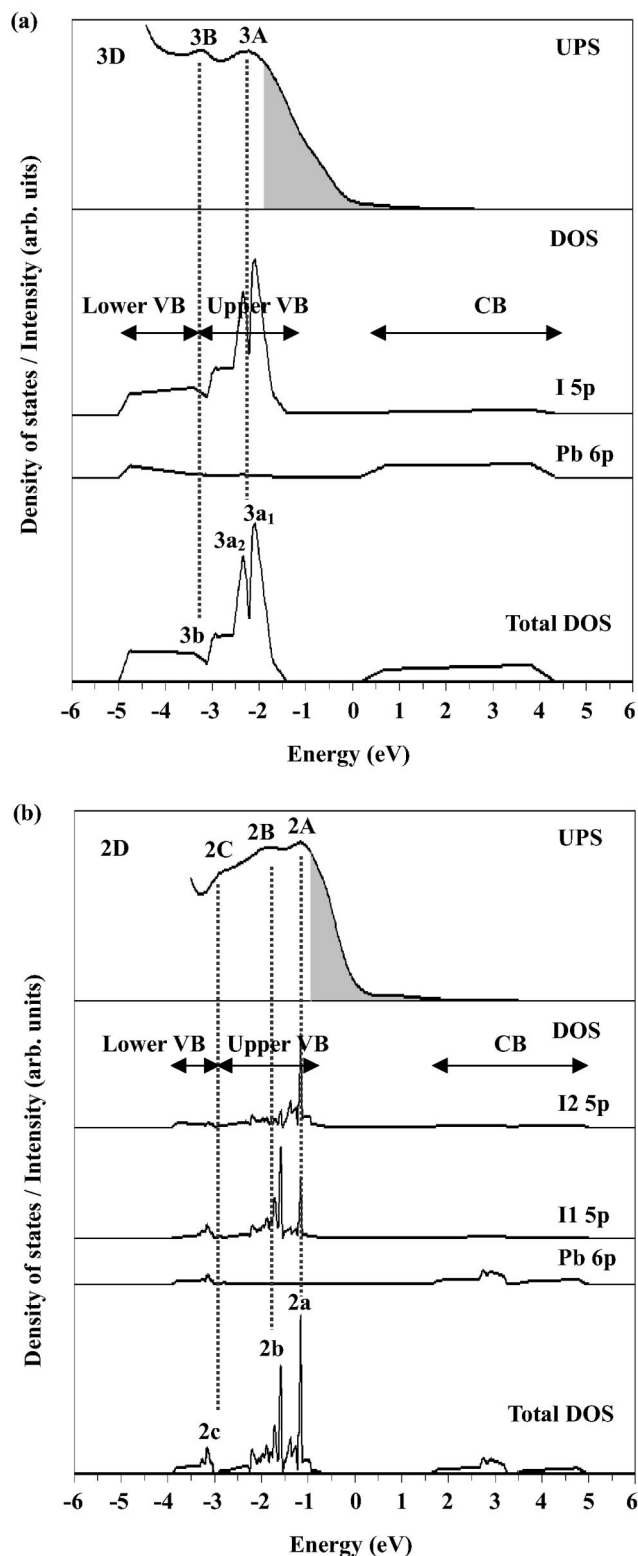 (a)
3B 3A
3D UPS
DOS
Lower VB Upper VB CB
I 5p
Pb 6p
3a1
3a2
3b Total DOS
Density of states / Intensity (arb. uits)
-6 -5 -4 -3 -2 -1 0 1 2 3 4 5 6
Energy (eV)
(b)
2B 2A
2D 2C UPS
DOS
Lower VB Upper VB CB
I2 5p
I1 5p
Pb 6p
2a
2b
Total DOS
2c
Density of states / Intensity (arb. units)
-6 -5 -4 -3 -2 -1 0 1 2 3 4 5 6
Energy (eV)